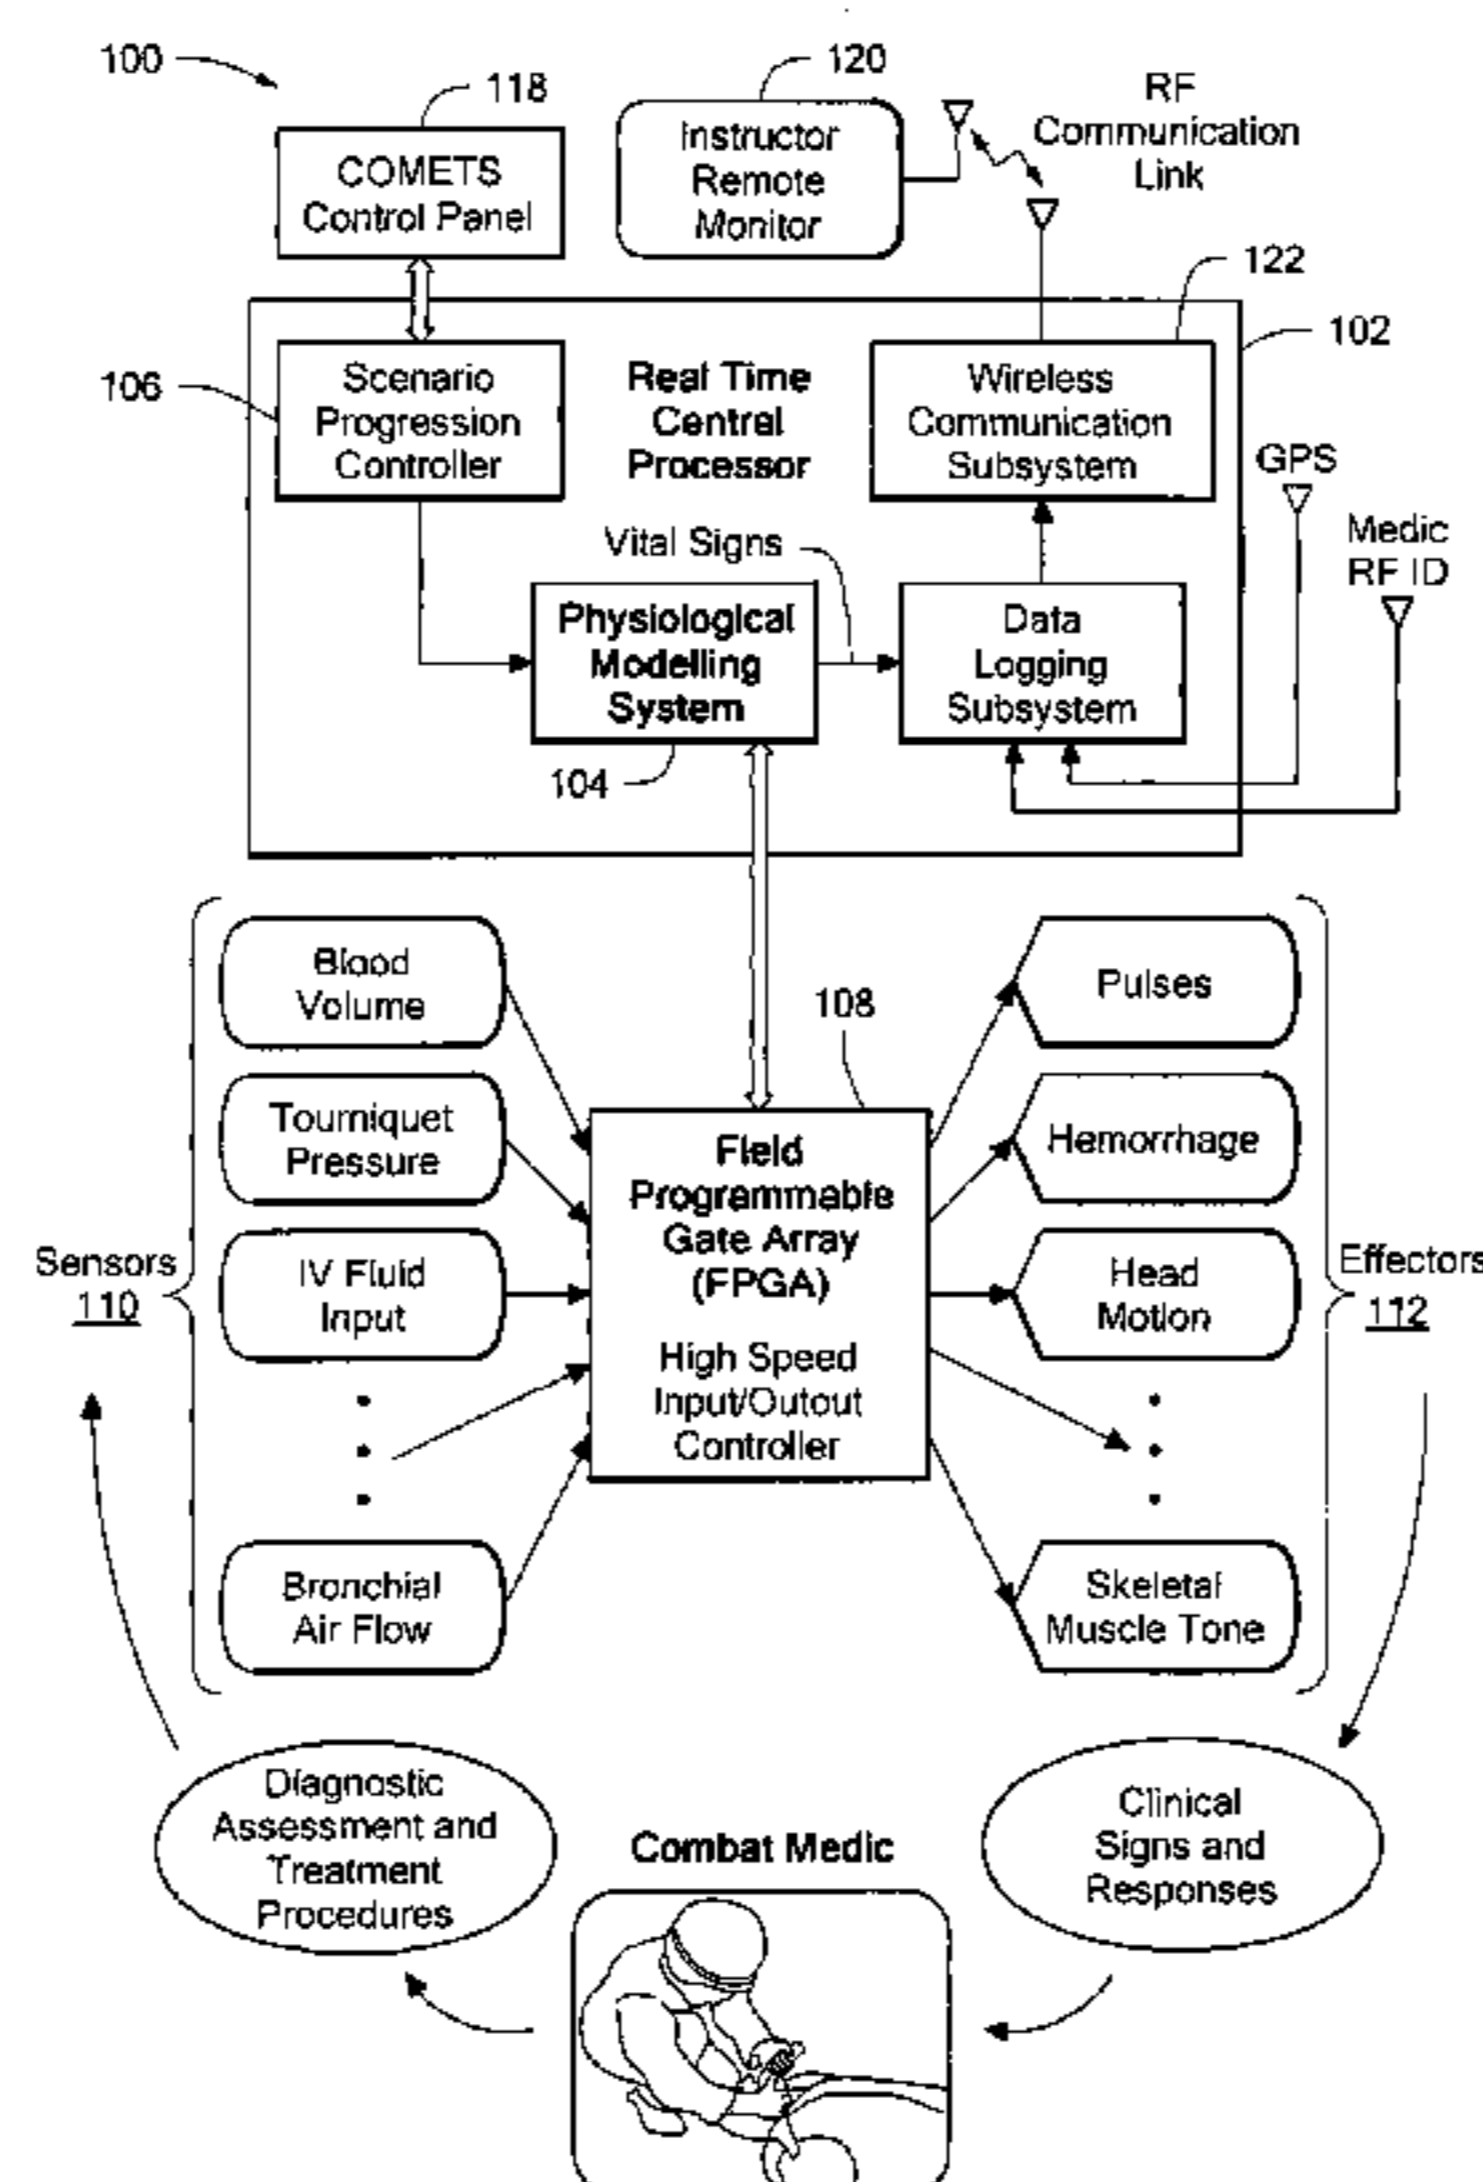 100
118
COMETS
Control Panel
120
Instructor
Remote
Monitor
RF
Communication
Link
122
102
106
Scenario
Progression
Controller
Real Time
Central
Processor
Wireless
Communication
Subsystem
GPS
Medic
RF ID
Vital Signs
Physiological
Modelling
System
Data
Logging
Subsystem
104
Sensors
110
Blood
Volume
Tourniquet
Pressure
IV Fluid
Input
Bronchial
Air Flow
108
Field
Programmable
Gate Array
(FPGA)
High Speed
Input/Outout
Controller
Pulses
Hemorrhage
Head
Motion
Skeletal
Muscle Tone
Effectors
112
Diagnostic
Assessment and
Treatment
Procedures
Combat Medic
Clinical
Signs and
Responses